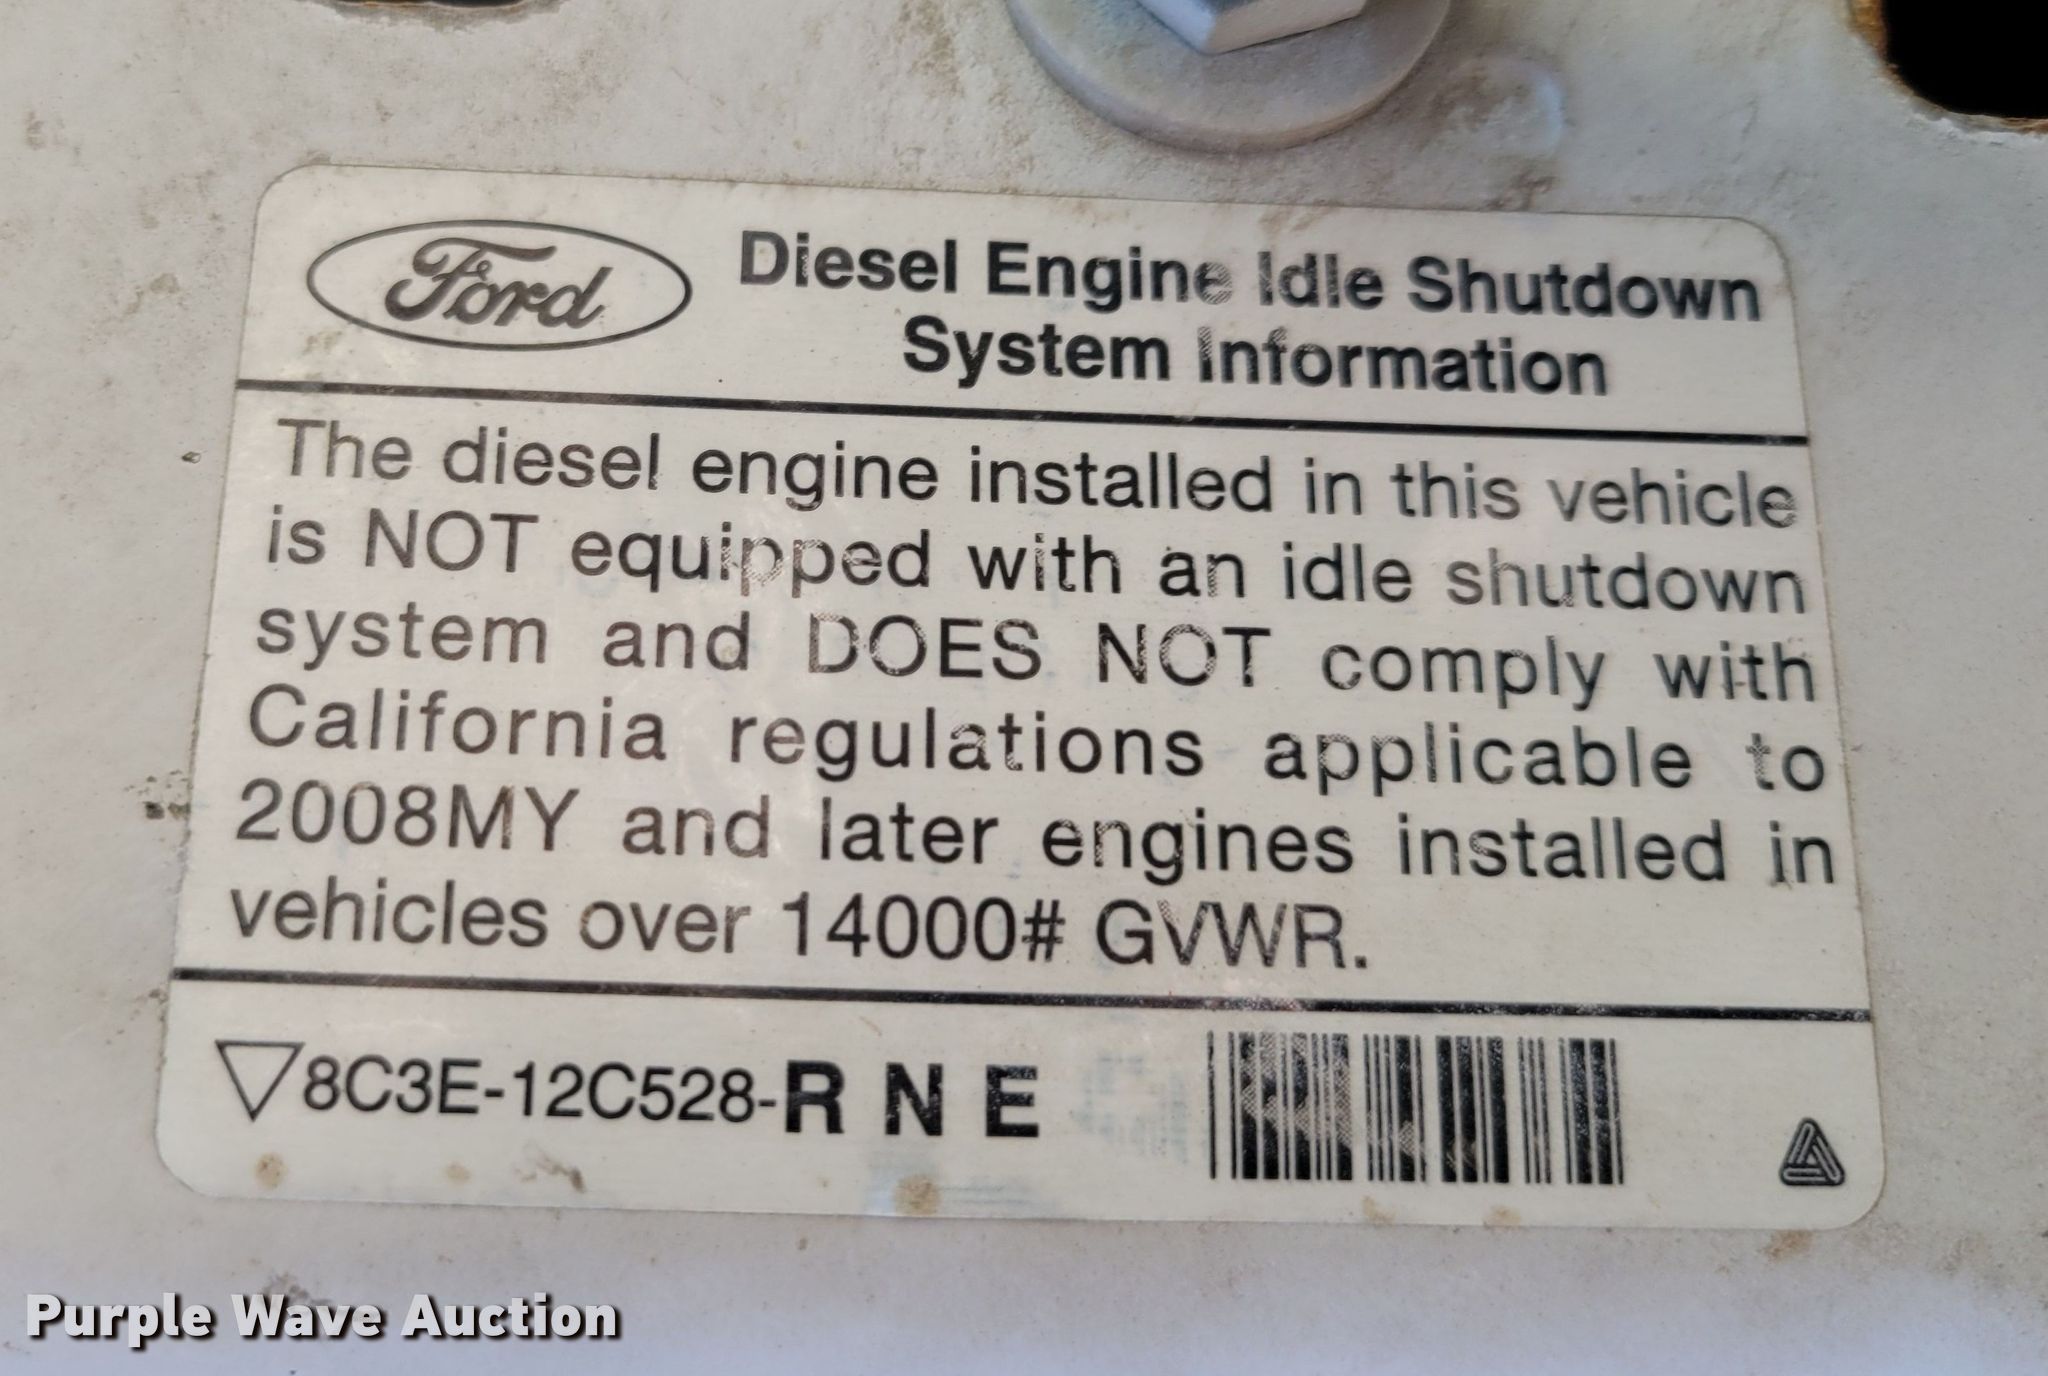 Ford
Diesel Engine Idle Shutdown
System Information
The diesel engine installed in this vehicle
is NOT equipped with an idle shutdown
system and DOES NOT comply with
California regulations applicable to
2008MY and later engines installed in
vehicles over 14000# GVWR.
8C3E-12C528-R N E
Purple Wave Auction